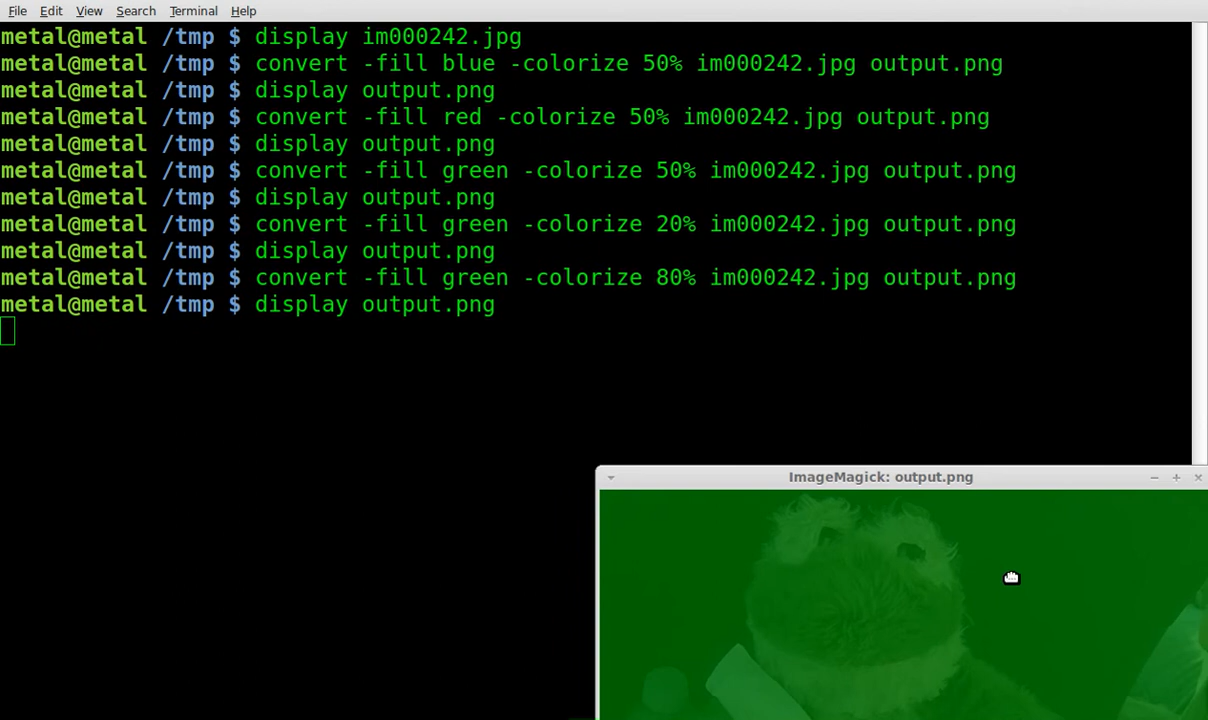 File Edit View Search Terminal Help
metal@metal /tmp $ display im000242.jpg
metal@metal /tmp $ convert -fill blue -colorize 50% im000242.jpg output.png
metal@metal /tmp $ display output.png
metal@metal /tmp $ convert -fill red -colorize 50% im000242.jpg output.png
metal@metal /tmp $ display output.png
metal@metal /tmp $ convert -fill green -colorize 50% im000242.jpg output.png
metal@metal /tmp $ display output.png
metal@metal /tmp $ convert -fill green -colorize 20% im000242.jpg output.png
metal@metal /tmp $ display output.png
metal@metal /tmp $ convert -fill green -colorize 80% im000242.jpg output.png
metal@metal /tmp $ display output.png
ImageMagick: output.png